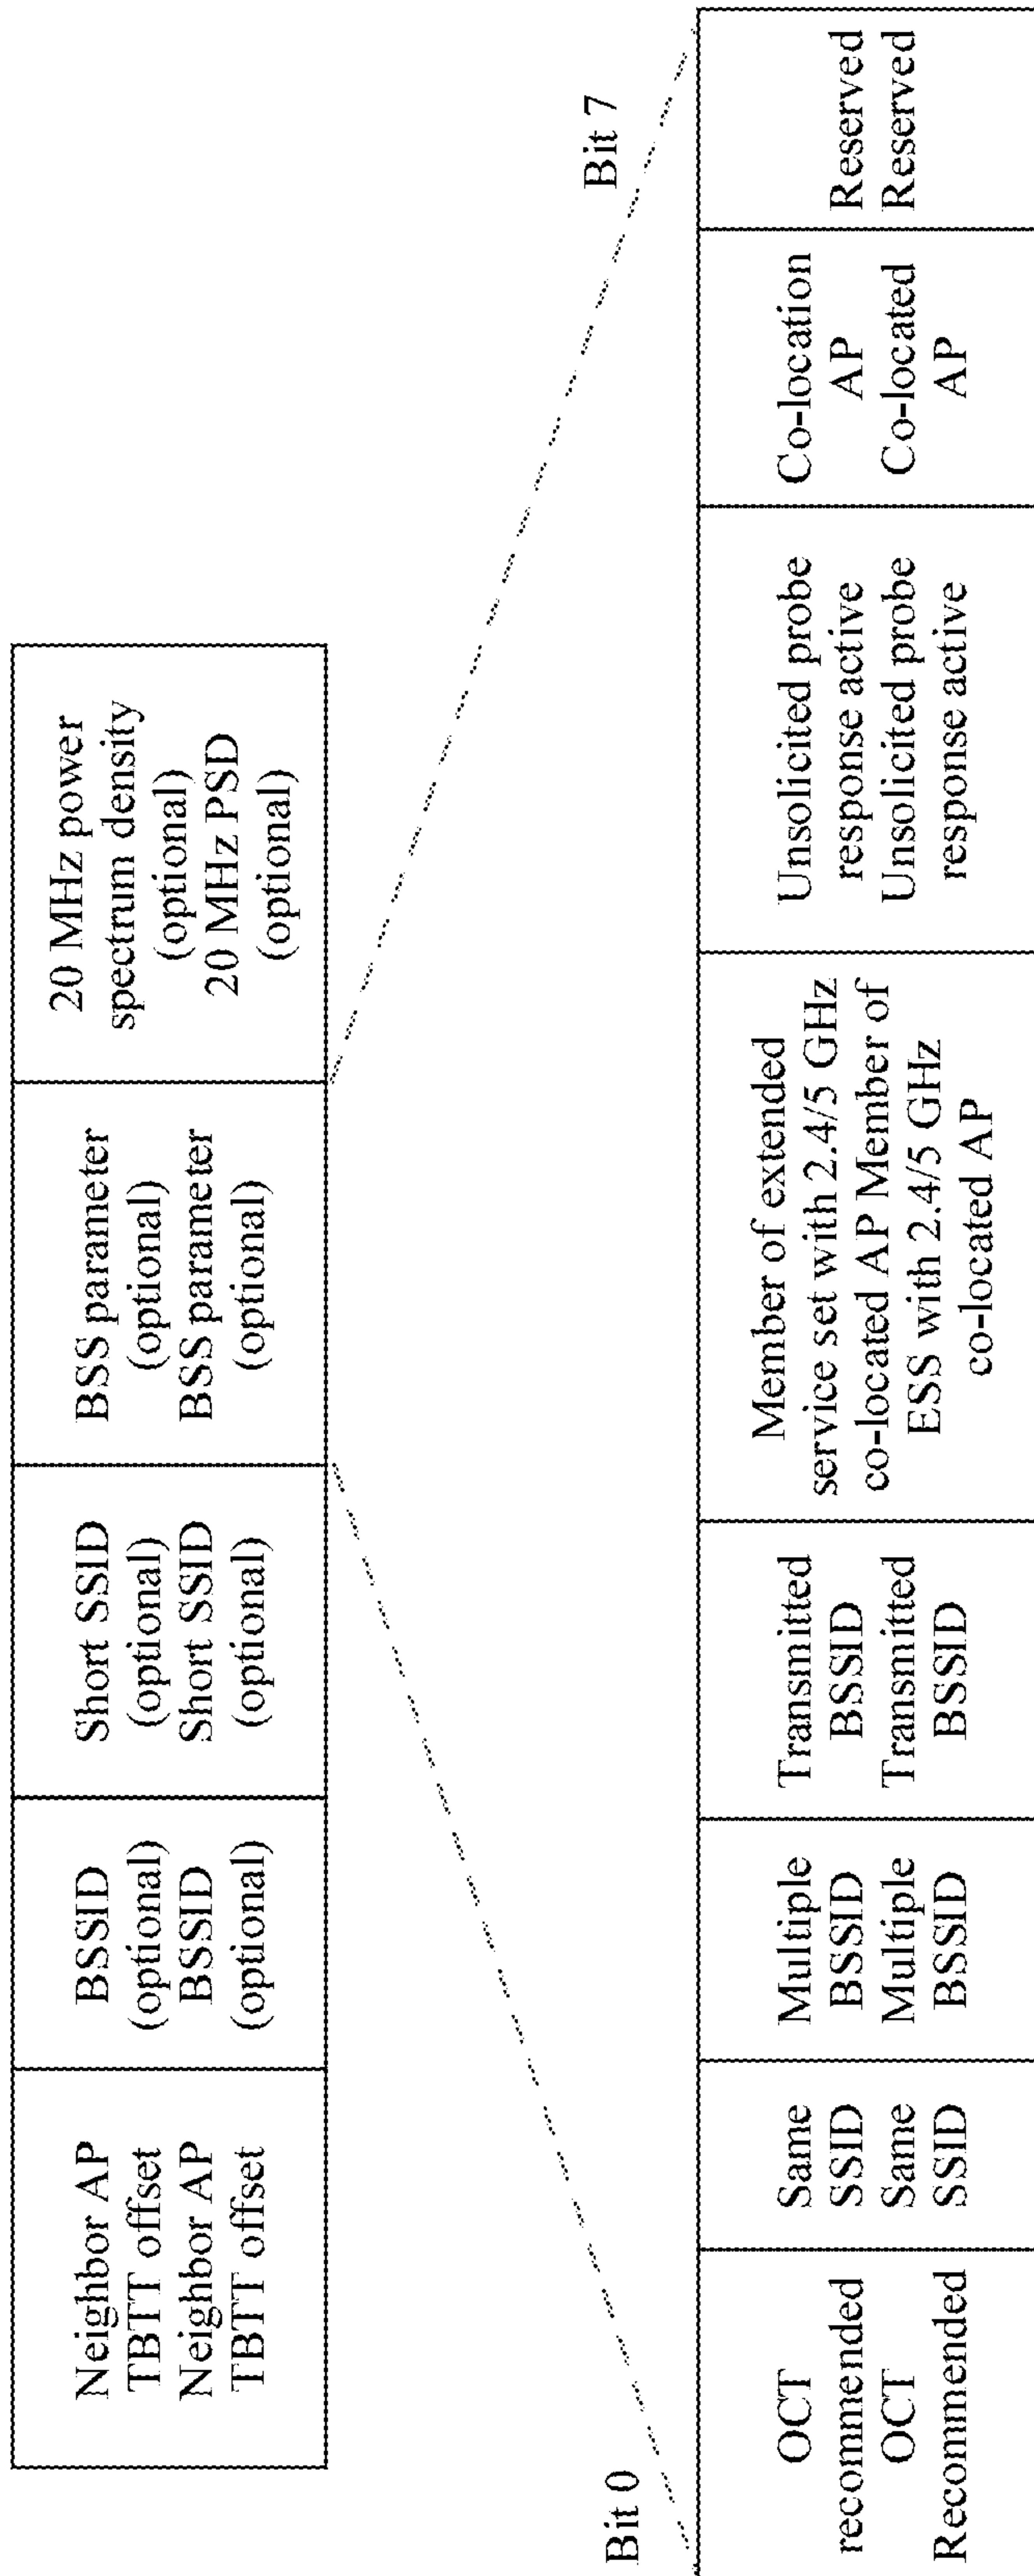 Neighbor AP
TBTT offset
Neighbor AP
TBTT offset
BSSID
(optional)
BSSID
(optional)
Short SSID
(optional)
Short SSID
(optional)
BSS parameter
(optional)
BSS parameter
(optional)
20 MHz power
spectrum density
(optional)
20 MHz PSD
(optional)
Bit 0
Bit 7
OCT
recommended
OCT
Recommended
Same
SSID
Same
SSID
Multiple
BSSID
Multiple
BSSID
Transmitted
BSSID
Transmitted
BSSID
Member of extended
service set with 2.4/5 GHz
co-located AP Member of
ESS with 2.4/5 GHz
co-located AP
Unsolicited probe
response active
Unsolicited probe
response active
Co-location
AP
Co-located
AP
Reserved
Reserved